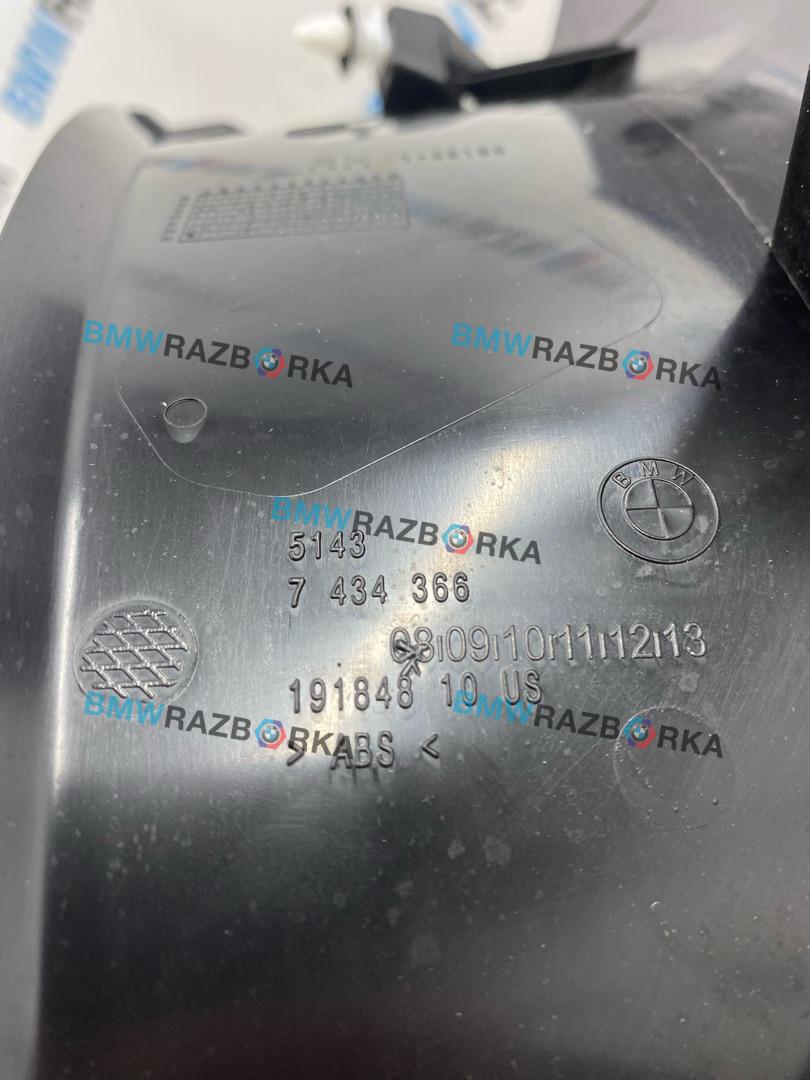 BMWRAZBORKA
BMWRAZBORKA
BMW
BMWRAZBORKA
5143
7 434 366
08 09 10 11 12 13
191848 10 US
BMWRAZBORKA
BMWRAZBORKA
> ABS <